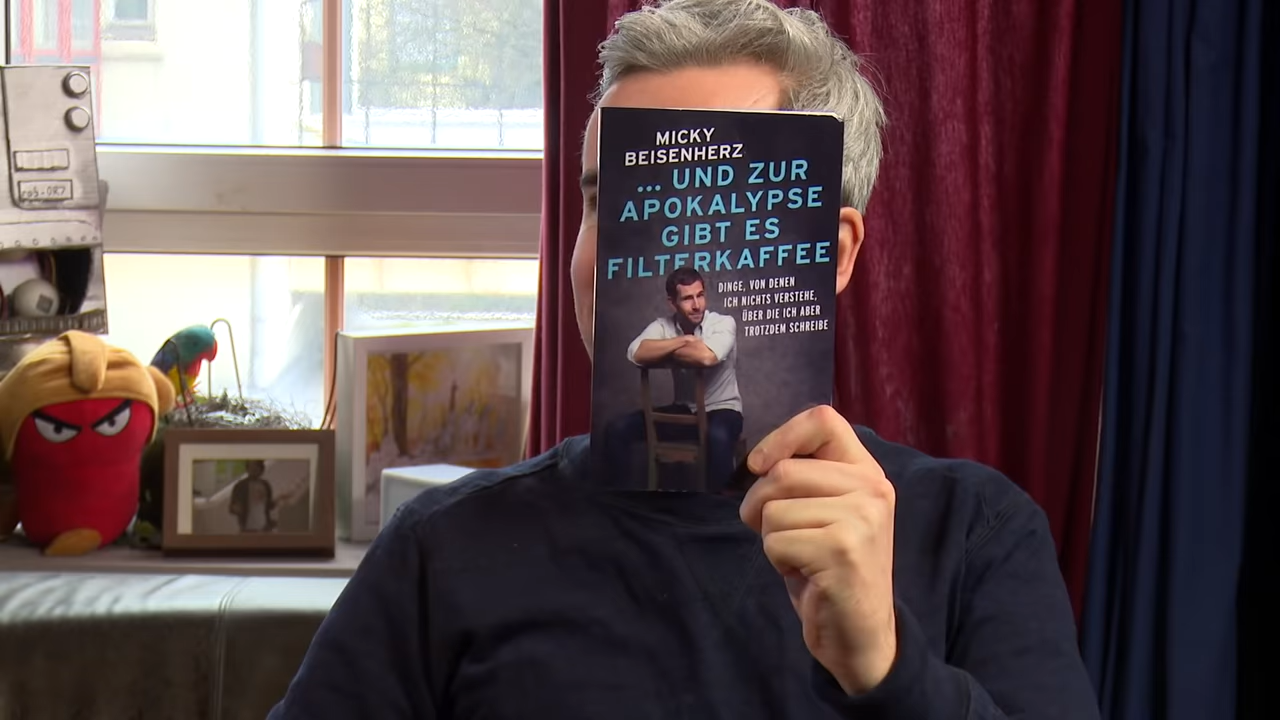 MICKY
BEISENHERZ
... UND ZUR
APOKALYPSE
GIBT ES
FILTERKAFFEE
DINGE, VON DENEN
ICH NICHTS VERSTEHE,
ÜBER DIE ICH ABER
TROTZDEM SCHREIBE